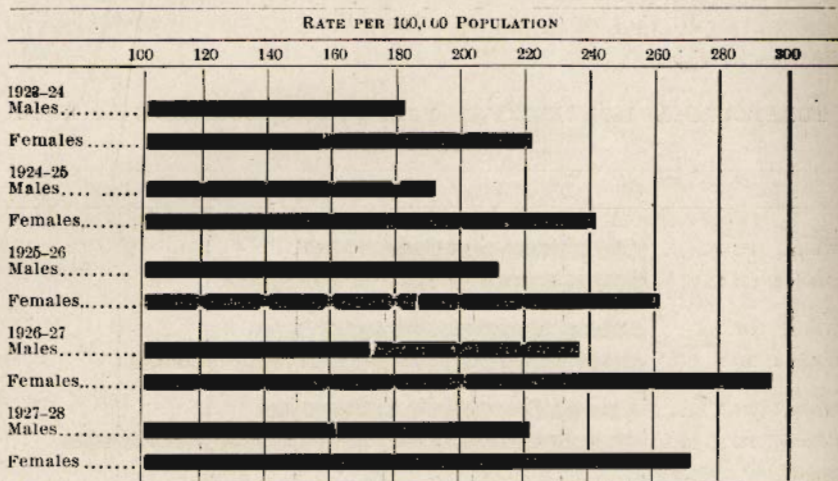 RATE PER 100,000 POPULATION
100 120 140 160 180 200 220 240 260 280 300
1923-24
Males..............
Females......
1924-25
Males.... .....
Females.......
1925-26
Males.........
Females.......
1926-27
Males..........
Females.......
1927-28
Males..........
Females......